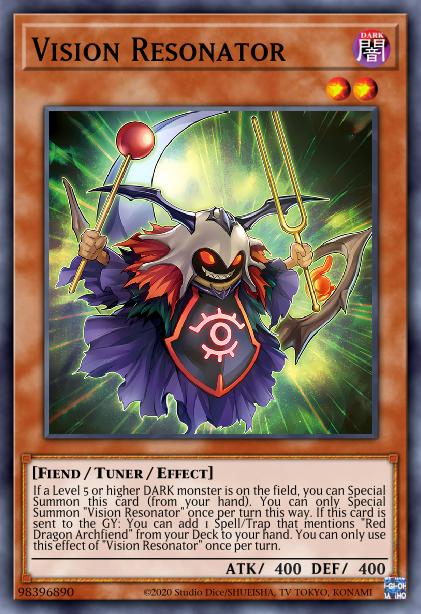 Vision Resonator
DARK
闇
[Fiend / Tuner / Effect]
If a Level 5 or higher DARK monster is on the field, you can Special
Summon this card (from your hand). You can only Special
Summon "Vision Resonator" once per turn this way. If this card is
sent to the GY: You can add 1 Spell/Trap that mentions "Red
Dragon Archfiend" from your Deck to your hand. You can only use
this effect of "Vision Resonator" once per turn.
ATK/ 400 DEF/ 400
98396890
©2020 Studio Dice/SHUEISHA, TV TOKYO, KONAMI